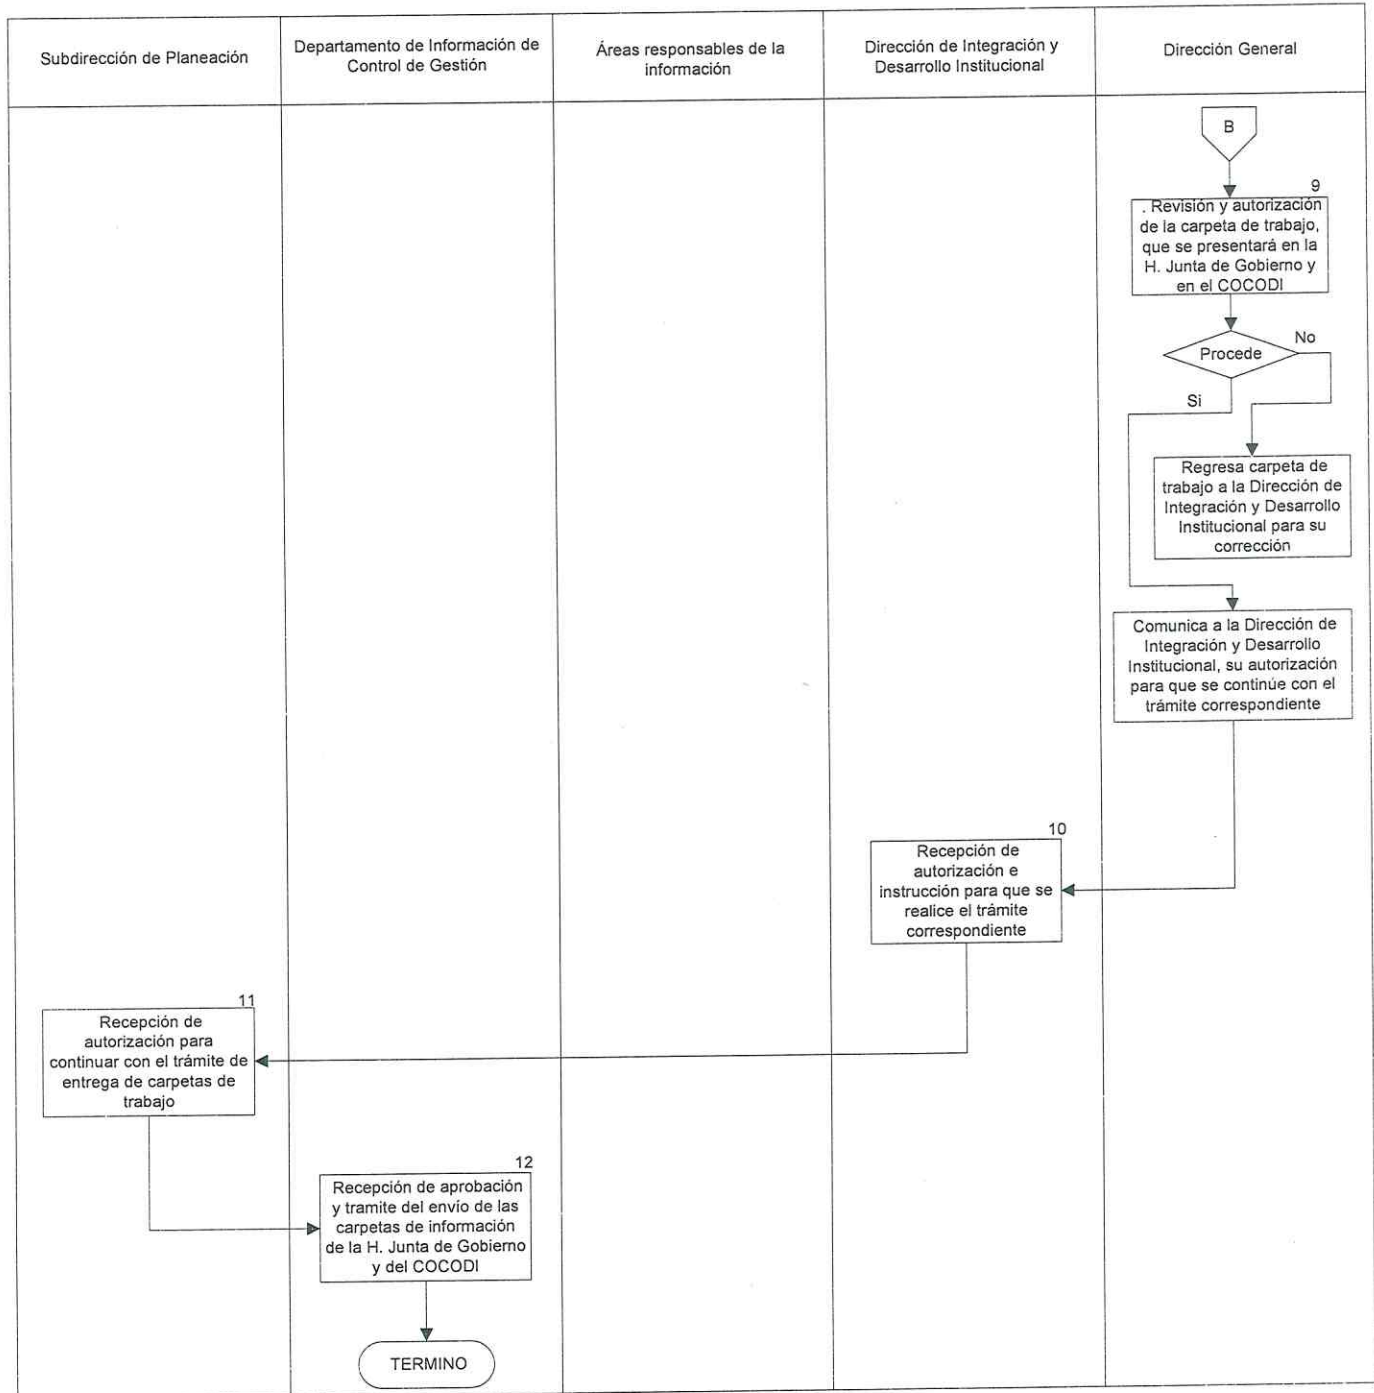 Subdirección de Planeación
Departamento de Información de
Control de Gestión
Áreas responsables de la
información
Dirección de Integración y
Desarrollo Institucional
Dirección General
B
9
. Revisión y autorización
de la carpeta de trabajo,
que se presentará en la
H. Junta de Gobierno y
en el COCODI
Procede
No
Si
Regresa carpeta de
trabajo a la Dirección de
Integración y Desarrollo
Institucional para su
corrección
Comunica a la Dirección de
Integración y Desarrollo
Institucional, su autorización
para que se continúe con el
trámite correspondiente
10
Recepción de
autorización e
instrucción para que se
realice el trámite
correspondiente
11
Recepción de
autorización para
continuar con el trámite de
entrega de carpetas de
trabajo
12
Recepción de aprobación
y tramite del envío de las
carpetas de información
de la H. Junta de Gobierno
y del COCODI
TERMINO